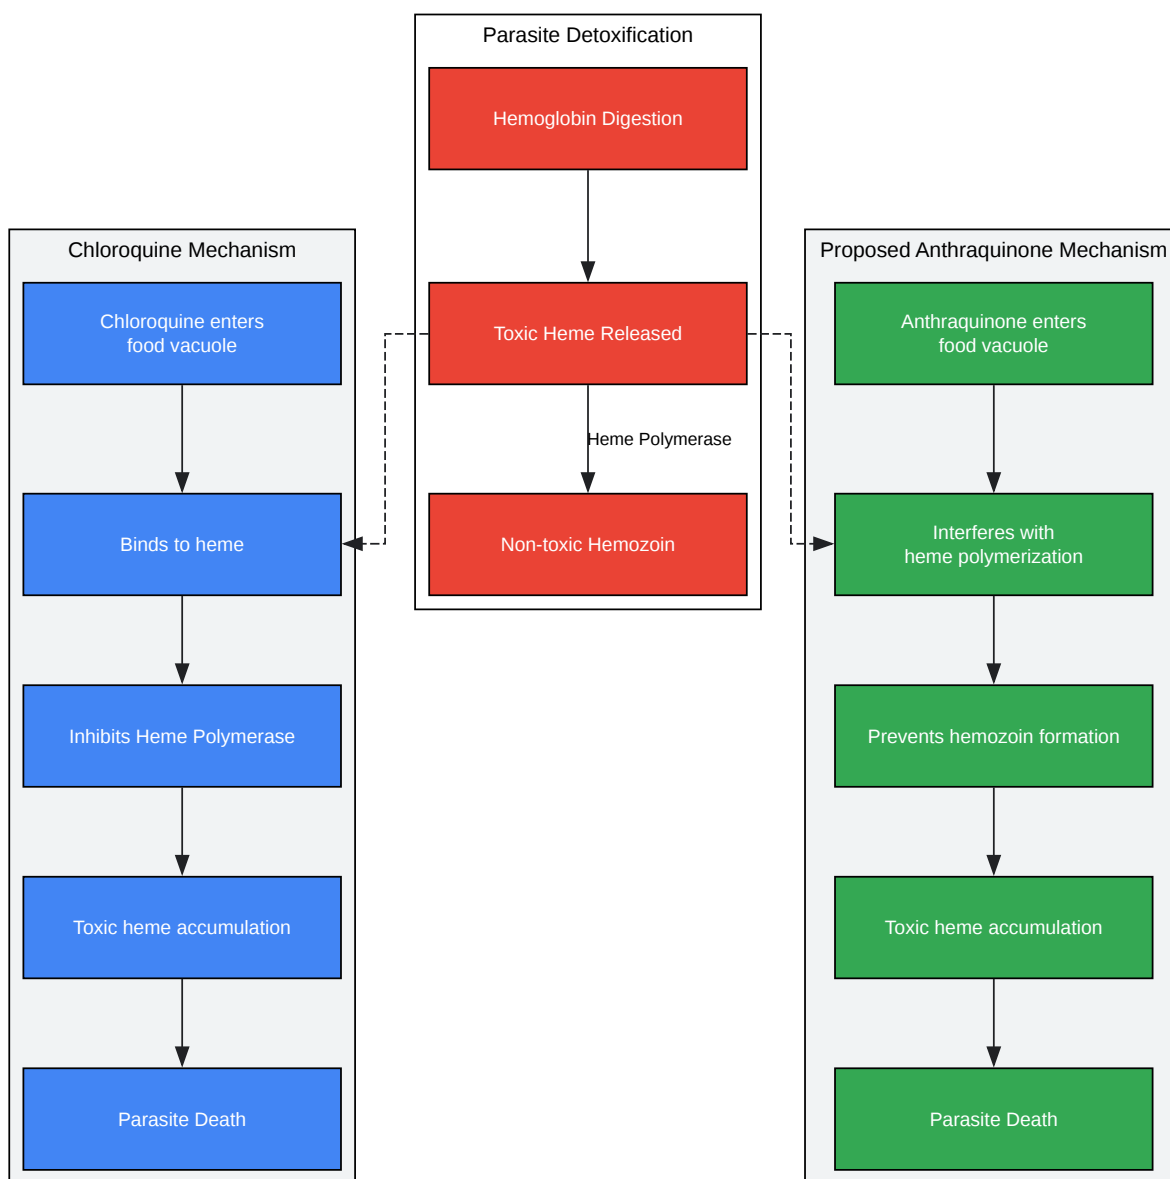 Parasite Detoxification
Hemoglobin Digestion
Toxic Heme Released
Heme Polymerase
Non-toxic Hemozoin
Chloroquine Mechanism
Chloroquine enters
food vacuole
Binds to heme
Inhibits Heme Polymerase
Toxic heme accumulation
Parasite Death
Proposed Anthraquinone Mechanism
Anthraquinone enters
food vacuole
Interferes with
heme polymerization
Prevents hemozoin formation
Toxic heme accumulation
Parasite Death